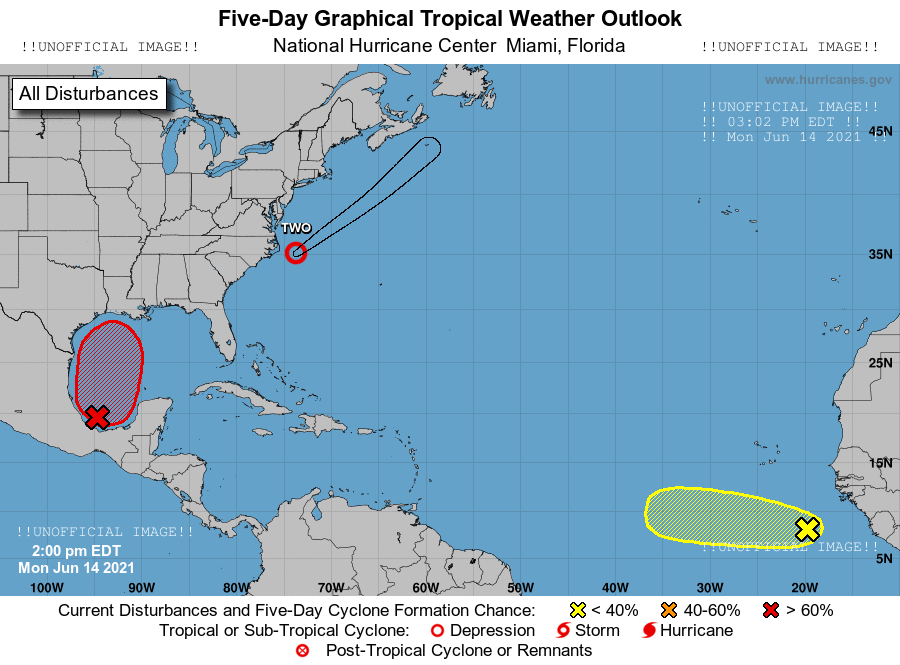 Five-Day Graphical Tropical Weather Outlook
!!UNOFFICIAL IMAGE!!
National Hurricane Center Miami, Florida
!!UNOFFICIAL IMAGE!!
All Disturbances
www.hurricanes.gov
!!UNOFFICIAL IMAGE!!
!! 03:02 PM EDT !!
!! Mon Jun 14 2021 !!
45N
TWO
35N
25N
15N
!!UNOFFICIAL IMAGE!!
2:00 pm EDT
Mon Jun 14 2021
!!UNOFFICIAL IMAGE!!
5N
100W 90W 80W 70W 60W 50W 40W 30W 20W
Current Disturbances and Five-Day Cyclone Formation Chance: < 40% 40-60% > 60%
Tropical or Sub-Tropical Cyclone: Depression Storm Hurricane
Post-Tropical Cyclone or Remnants